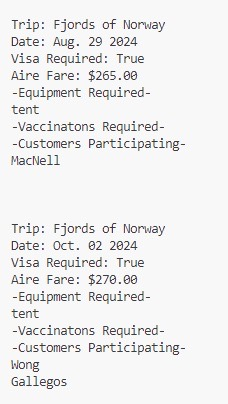 Trip: Fjords of Norway
Date: Aug. 29 2024
Visa Required: True
Aire Fare: $265.00
-Equipment Required-
tent
-Vaccinatons Required-
-Customers Participating-
MacNell
Trip: Fjords of Norway
Date: Oct. 02 2024
Visa Required: True
Aire Fare: $270.00
-Equipment Required-
tent
-Vaccinatons Required-
-Customers Participating-
Wong
Gallegos